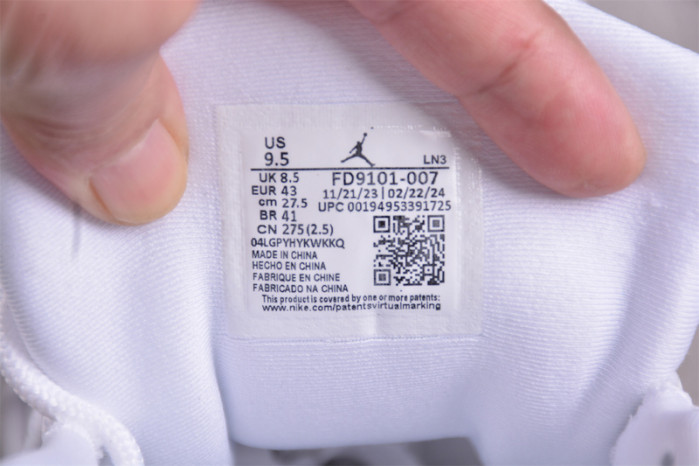 US
9.5
LN3
UK 8.5
FD9101-007
EUR 43
11/21/23 | 02/22/24
cm 27.5
UPC 00194953391725
BR 41
CN 275 (2.5)
04LGPYHYKWKKQ
MADE IN CHINA
HECHO EN CHINA
FABRIQUE EN CHINE
FABRICADO NA CHINA
This product is covered by one or more patents:
www.nike.com/patentsvirtualmarking